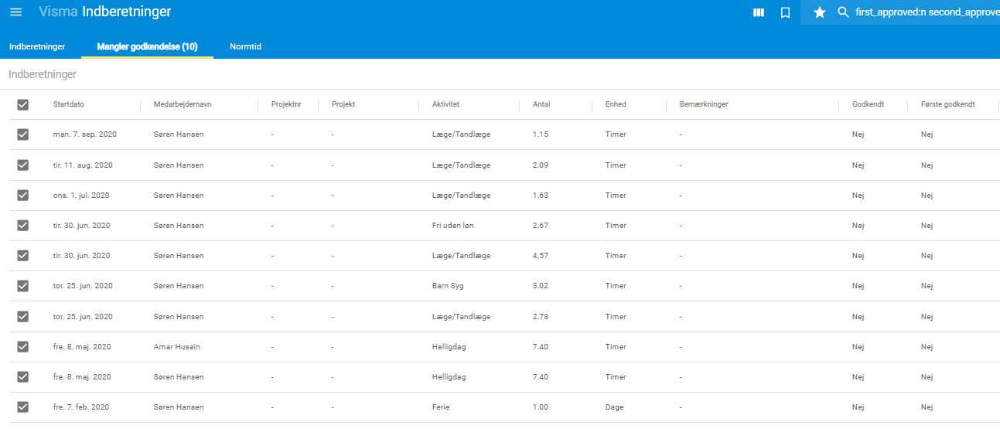 Visma Indberetninger
first_approved:n second_approve
Indberetninger Mangler godkendelse (10) Normtid
Indberetninger
Startdato Medarbejdernavn Projektnr Projekt Aktivitet Antal Enhed Bemærkninger Godkendt Første godkendt
man. 7. sep. 2020 Søren Hansen - - Læge/Tandlæge 1.15 Timer - Nej Nej
tir. 11. aug. 2020 Søren Hansen - - Læge/Tandlæge 2.09 Timer - Nej Nej
ons. 1. jul. 2020 Søren Hansen - - Læge/Tandlæge 1.63 Timer - Nej Nej
tir. 30. jun. 2020 Søren Hansen - - Fri uden løn 2.67 Timer - Nej Nej
tir. 30. jun. 2020 Søren Hansen - - Læge/Tandlæge 4.57 Timer - Nej Nej
tor. 25. jun. 2020 Søren Hansen - - Barn Syg 3.02 Timer - Nej Nej
tor. 25. jun. 2020 Søren Hansen - - Læge/Tandlæge 2.78 Timer - Nej Nej
fre. 8. maj. 2020 Amar Husain - - Helligdag 7.40 Timer - Nej Nej
fre. 8. maj. 2020 Søren Hansen - - Helligdag 7.40 Timer - Nej Nej
fre. 7. feb. 2020 Søren Hansen - - Ferie 1.00 Dage - Nej Nej